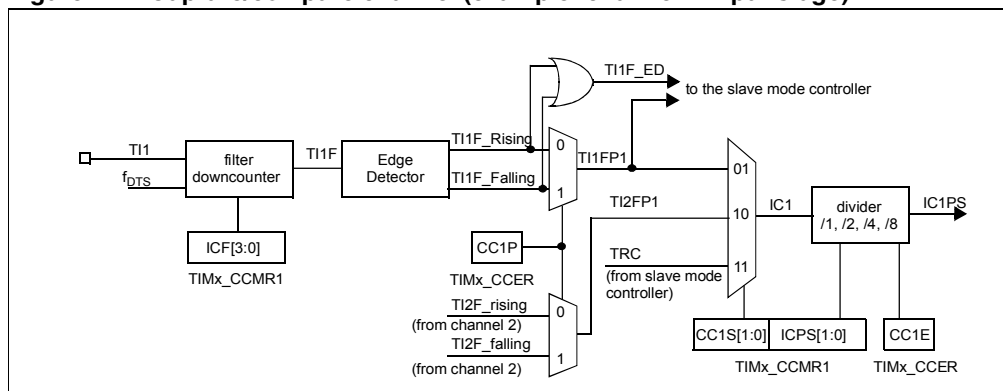 TI1F_ED
to the slave mode controller
TI1F_Rising
TI1F_Falling
TI1
fDTS
filter
downcounter
TI1F
Edge
Detector
0
1
TI1FP1
01
TI2FP1
10
IC1
divider
/1, /2, /4, /8
IC1PS
ICF[3:0]
TIMx_CCMR1
CC1P
TIMx_CCER
TRC
11
(from slave mode
controller)
TI2F_rising
(from channel 2)
0
TI2F_falling
(from channel 2)
1
CC1S[1:0]
ICPS[1:0]
CC1E
TIMx_CCMR1
TIMx_CCER